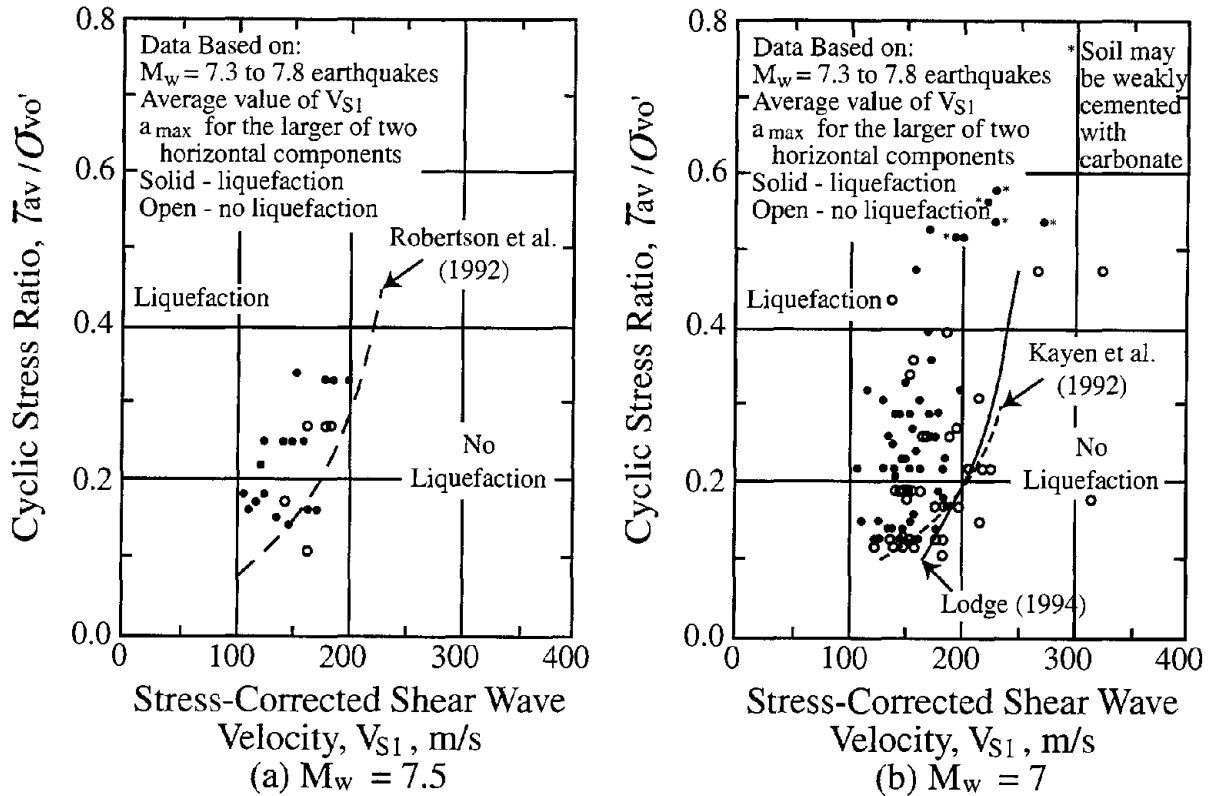 0.8
0.6
0.4
0.2
0.0
0
100
200
300
400
Cyclic Stress Ratio, τav /σvo'
Data Based on:
Mw = 7.3 to 7.8 earthquakes
Average value of VS1
a max for the larger of two
horizontal components
Solid - liquefaction
Open - no liquefaction
Robertson et al.
(1992)
Liquefaction
No
Liquefaction
Stress-Corrected Shear Wave
Velocity, VS1 , m/s
(a) Mw = 7.5
0.8
0.6
0.4
0.2
0.0
0
100
200
300
400
Cyclic Stress Ratio, τav /σvo'
Data Based on:
Mw = 7.3 to 7.8 earthquakes
Average value of VS1
a max for the larger of two
horizontal components
Solid - liquefaction
Open - no liquefaction
*Soil may
be weakly
cemented
with
carbonate
Liquefaction
Kayen et al.
(1992)
No
Liquefaction
Lodge (1994)
Stress-Corrected Shear Wave
Velocity, VS1 , m/s
(b) Mw = 7